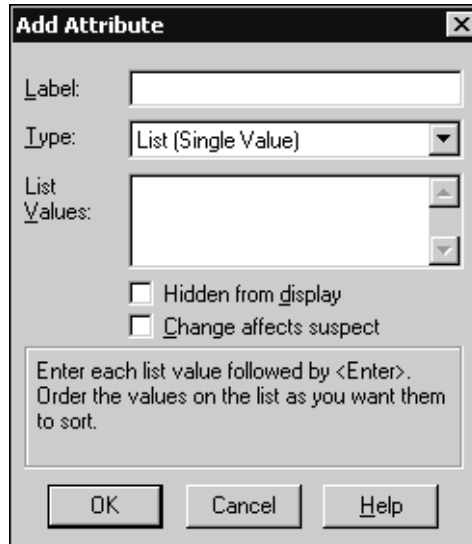 Add Attribute
Label:
Type: List (Single Value)
List
Values:
Hidden from display
Change affects suspect
Enter each list value followed by <Enter>.
Order the values on the list as you want them
to sort.
OK Cancel Help